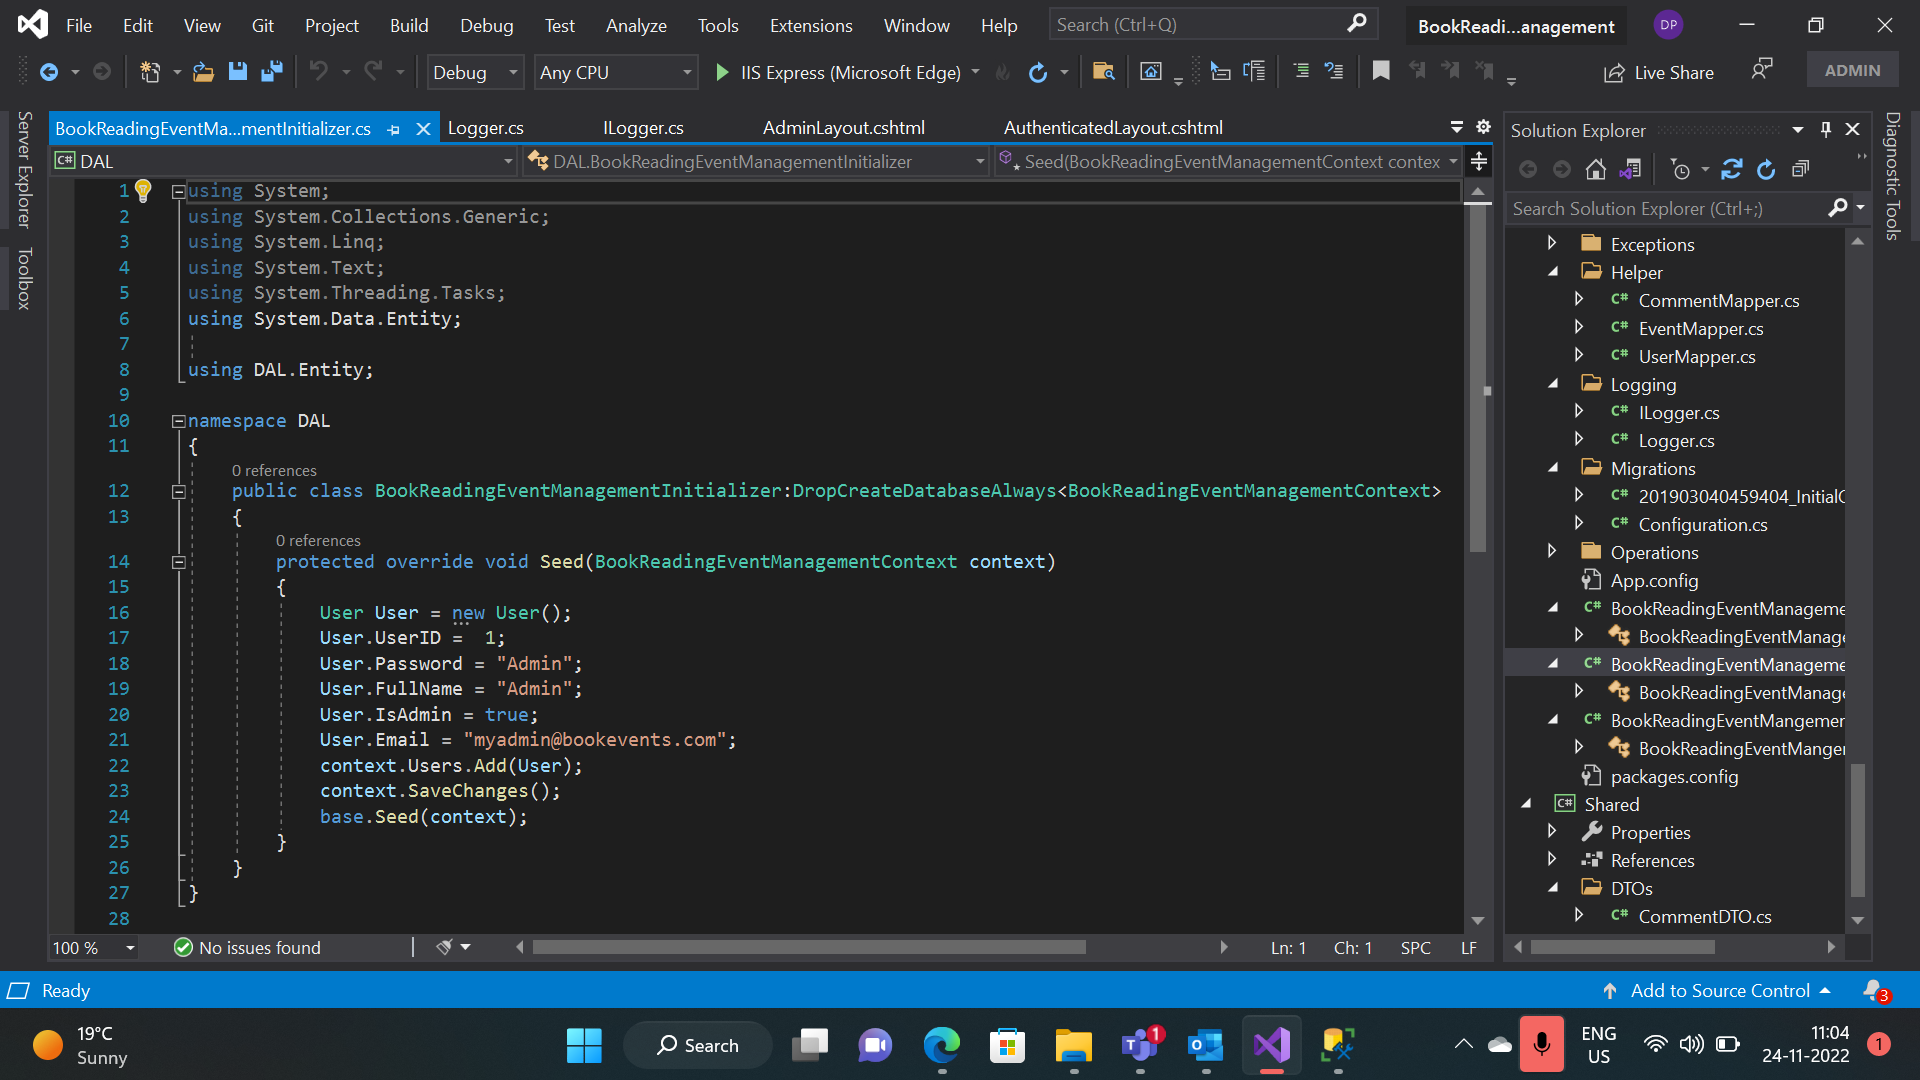 File Edit View Git Project Build Debug Test Analyze Tools Extensions Window Help Search (Ctrl+Q) BookReadi...anagement DP
Debug Any CPU IIS Express (Microsoft Edge) Live Share ADMIN
Server Explorer
Toolbox
BookReadingEventMa...mentInitializer.cs Logger.cs ILogger.cs AdminLayout.cshtml AuthenticatedLayout.cshtml
C# DAL DAL.BookReadingEventManagementInitializer Seed(BookReadingEventManagementContext contex
1 using System;
2 using System.Collections.Generic;
3 using System.Linq;
4 using System.Text;
5 using System.Threading.Tasks;
6 using System.Data.Entity;
7
8 using DAL.Entity;
9
10 namespace DAL
11 {
0 references
12 public class BookReadingEventManagementInitializer:DropCreateDatabaseAlways<BookReadingEventManagementContext>
13 {
0 references
14 protected override void Seed(BookReadingEventManagementContext context)
15 {
16 User User = new User();
17 User.UserID =  1;
18 User.Password = "Admin";
19 User.FullName = "Admin";
20 User.IsAdmin = true;
21 User.Email = "myadmin@bookevents.com";
22 context.Users.Add(User);
23 context.SaveChanges();
24 base.Seed(context);
25 }
26 }
27 }
28
100 % No issues found Ln: 1 Ch: 1 SPC LF
Solution Explorer
Search Solution Explorer (Ctrl+;)
Exceptions
Helper
C# CommentMapper.cs
C# EventMapper.cs
C# UserMapper.cs
Logging
C# ILogger.cs
C# Logger.cs
Migrations
C# 201903040459404_InitialC
C# Configuration.cs
Operations
App.config
C# BookReadingEventManageme
BookReadingEventManage
C# BookReadingEventManageme
BookReadingEventManage
C# BookReadingEventMangemer
BookReadingEventManger
packages.config
C# Shared
Properties
References
DTOs
C# CommentDTO.cs
Diagnostic Tools
Ready Add to Source Control 3
19°C
Sunny
Search
1
ENG
US
11:04
24-11-2022
1